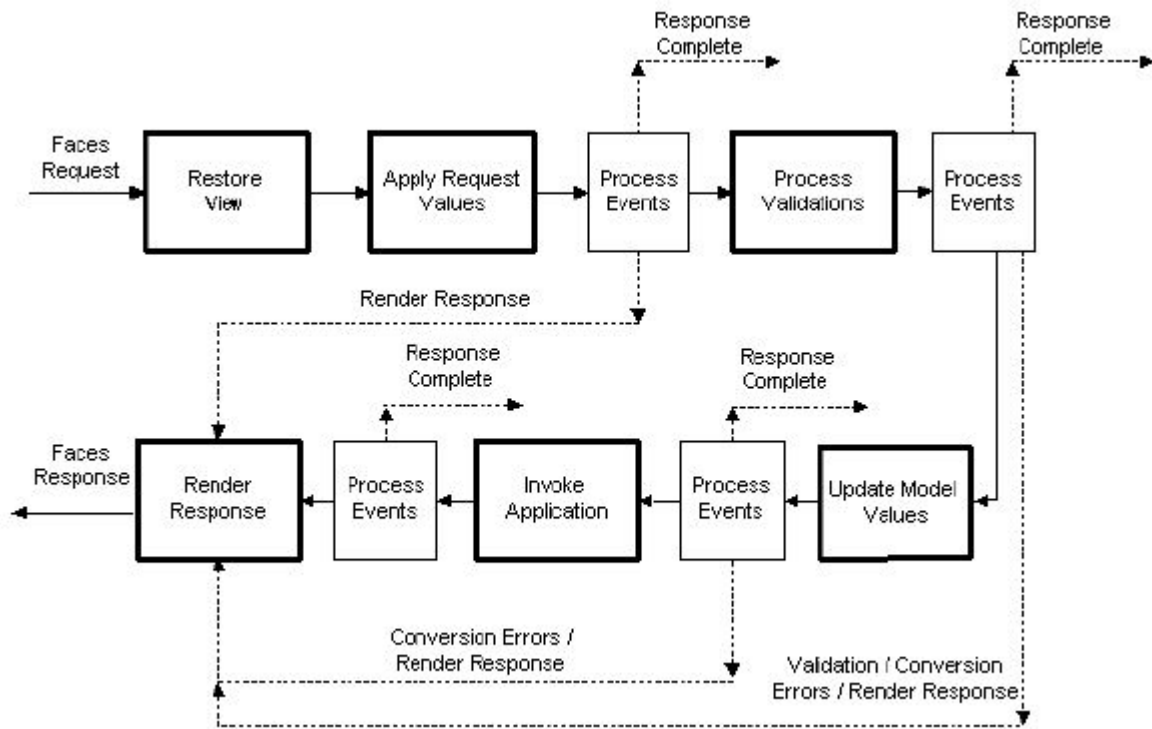 Response
Complete
Response
Complete
Faces
Request
Restore
View
Apply Request
Values
Process
Events
Process
Validations
Process
Events
Render Response
Response
Complete
Response
Complete
Faces
Response
Render
Response
Process
Events
Invoke
Application
Process
Events
Update Model
Values
Conversion Errors /
Render Response
Validation / Conversion
Errors / Render Response